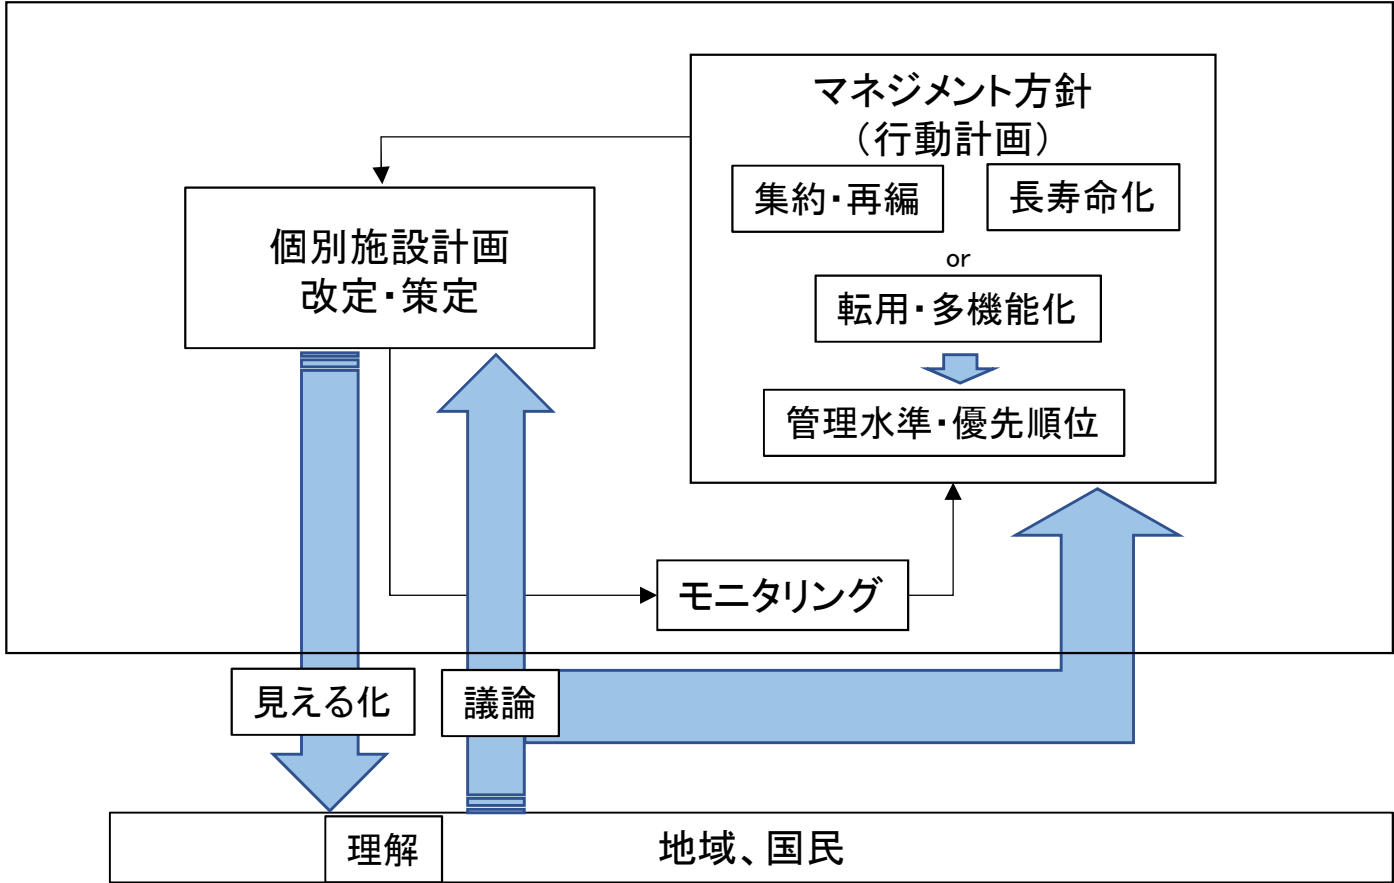 マネジメント方針
（行動計画）
集約・再編
長寿命化
or
転用・多機能化
管理水準・優先順位
個別施設計画
改定・策定
モニタリング
見える化
議論
理解
地域、国民